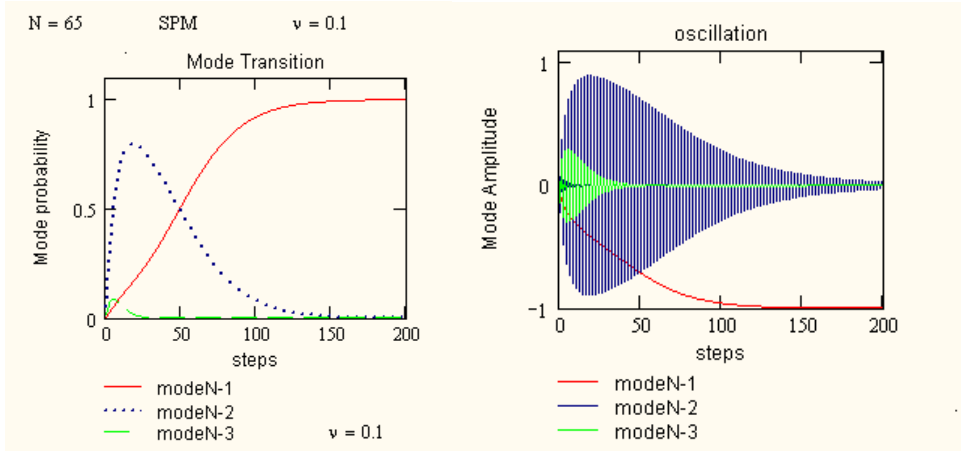 N = 65 SPM ν = 0.1
Mode Transition
Mode probability
1
0.5
0
0 50 100 150 200
steps
modeN-1
modeN-2
modeN-3 ν = 0.1
oscillation
Mode Amplitude
1
0
−1
0 50 100 150 200
steps
modeN-1
modeN-2
modeN-3